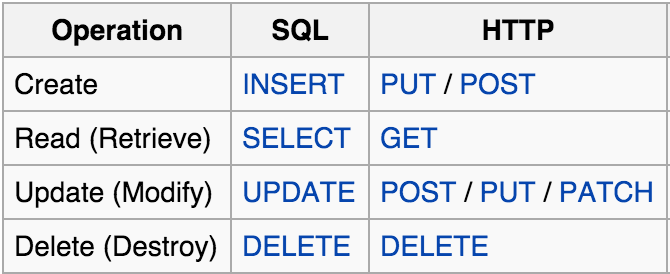 Operation SQL HTTP
Create INSERT PUT / POST
Read (Retrieve) SELECT GET
Update (Modify) UPDATE POST / PUT / PATCH
Delete (Destroy) DELETE DELETE